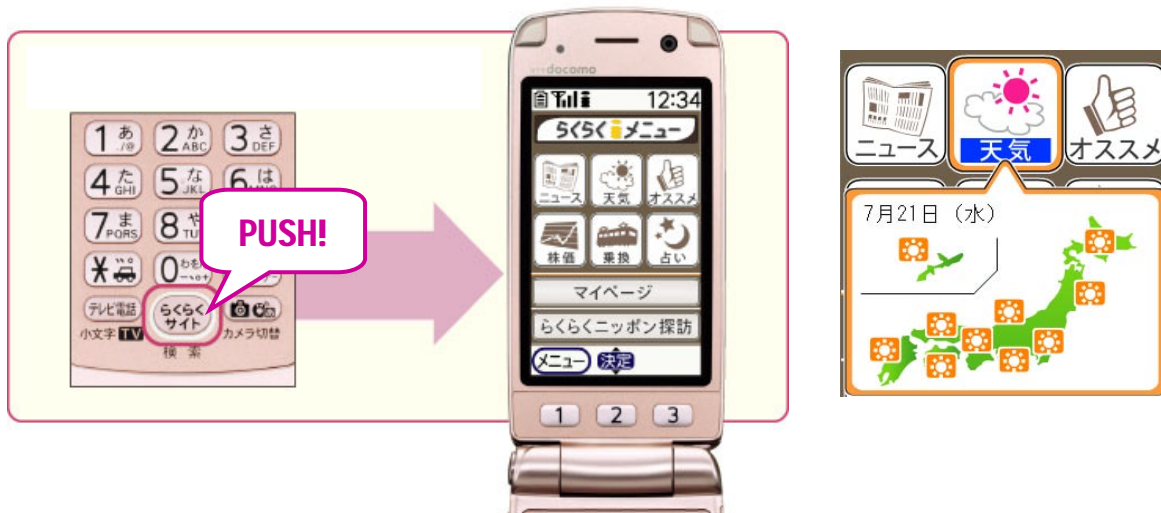 1 あ ./@
2 か ABC
3 さ DEF
4 た GHI
5 な JKL
6 は
7 ま PQRS
8 や
0
テレビ電話
らくらく
サイト
小文字 TV
検索
カメラ切替
PUSH!
docomo
12:34
らくらくiメニュー
ニュース
天気
オススメ
株価
乗換
占い
マイページ
らくらくニッポン探訪
メニュー
決定
1
2
3
ニュース
天気
オススメ
7月21日 (水)